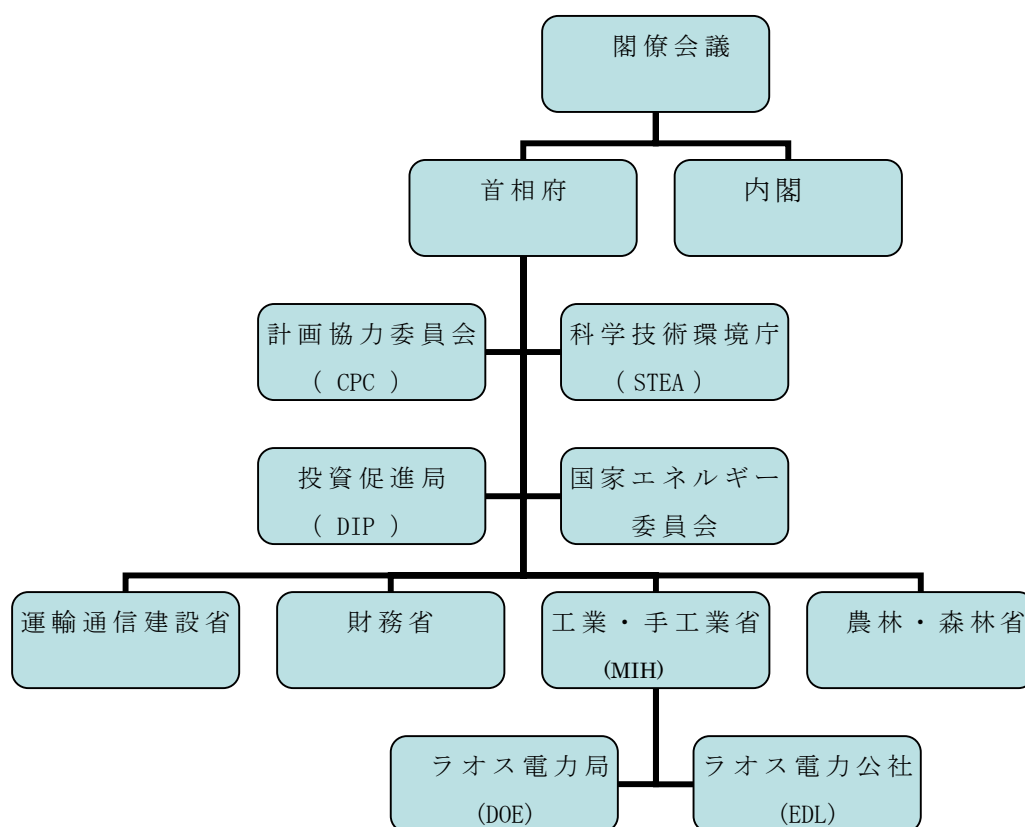 閣僚会議
首相府
内閣
計画協力委員会
( CPC )
科学技術環境庁
( STEA )
投資促進局
( DIP )
国家エネルギー
委員会
運輸通信建設省
財務省
工業・手工業省
(MIH)
農林・森林省
ラオス電力局
(DOE)
ラオス電力公社
(EDL)